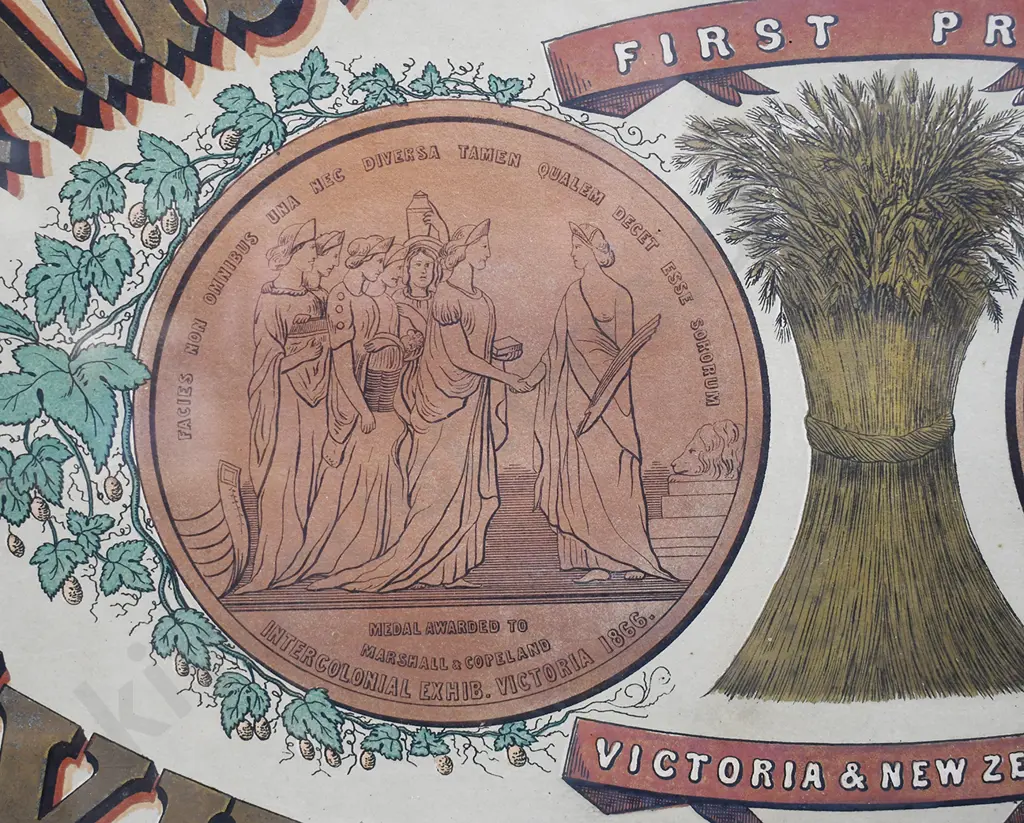 FIRST PR
FACIES NON OMNIBUS UNA NEC DIVERSA TAMEN QUALEM DECET ESSE SORORUM
MEDAL AWARDED TO
MARSHALL & COPELAND
INTERCOLONIAL EXHIB. VICTORIA 1866.
VICTORIA & NEW ZE